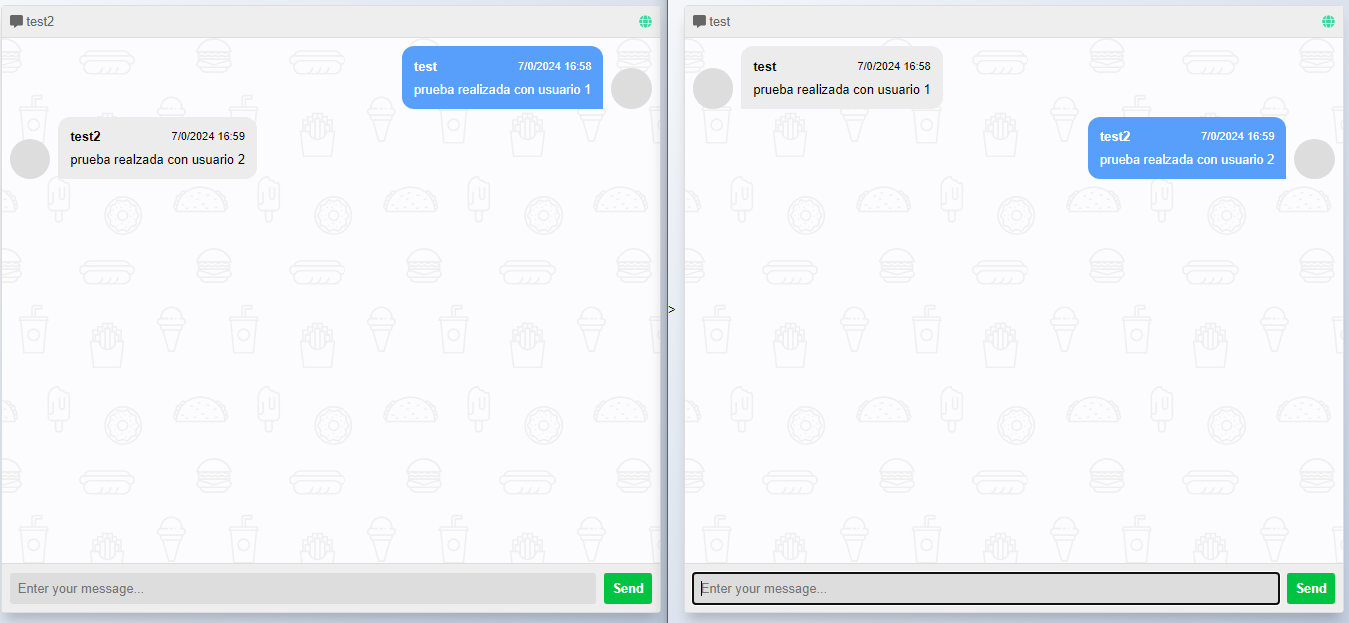 test2
test 7/0/2024 16:58
prueba realizada con usuario 1
test2 7/0/2024 16:59
prueba realzada con usuario 2
Enter your message...
Send
>
test
test 7/0/2024 16:58
prueba realizada con usuario 1
test2 7/0/2024 16:59
prueba realzada con usuario 2
Enter your message...
Send